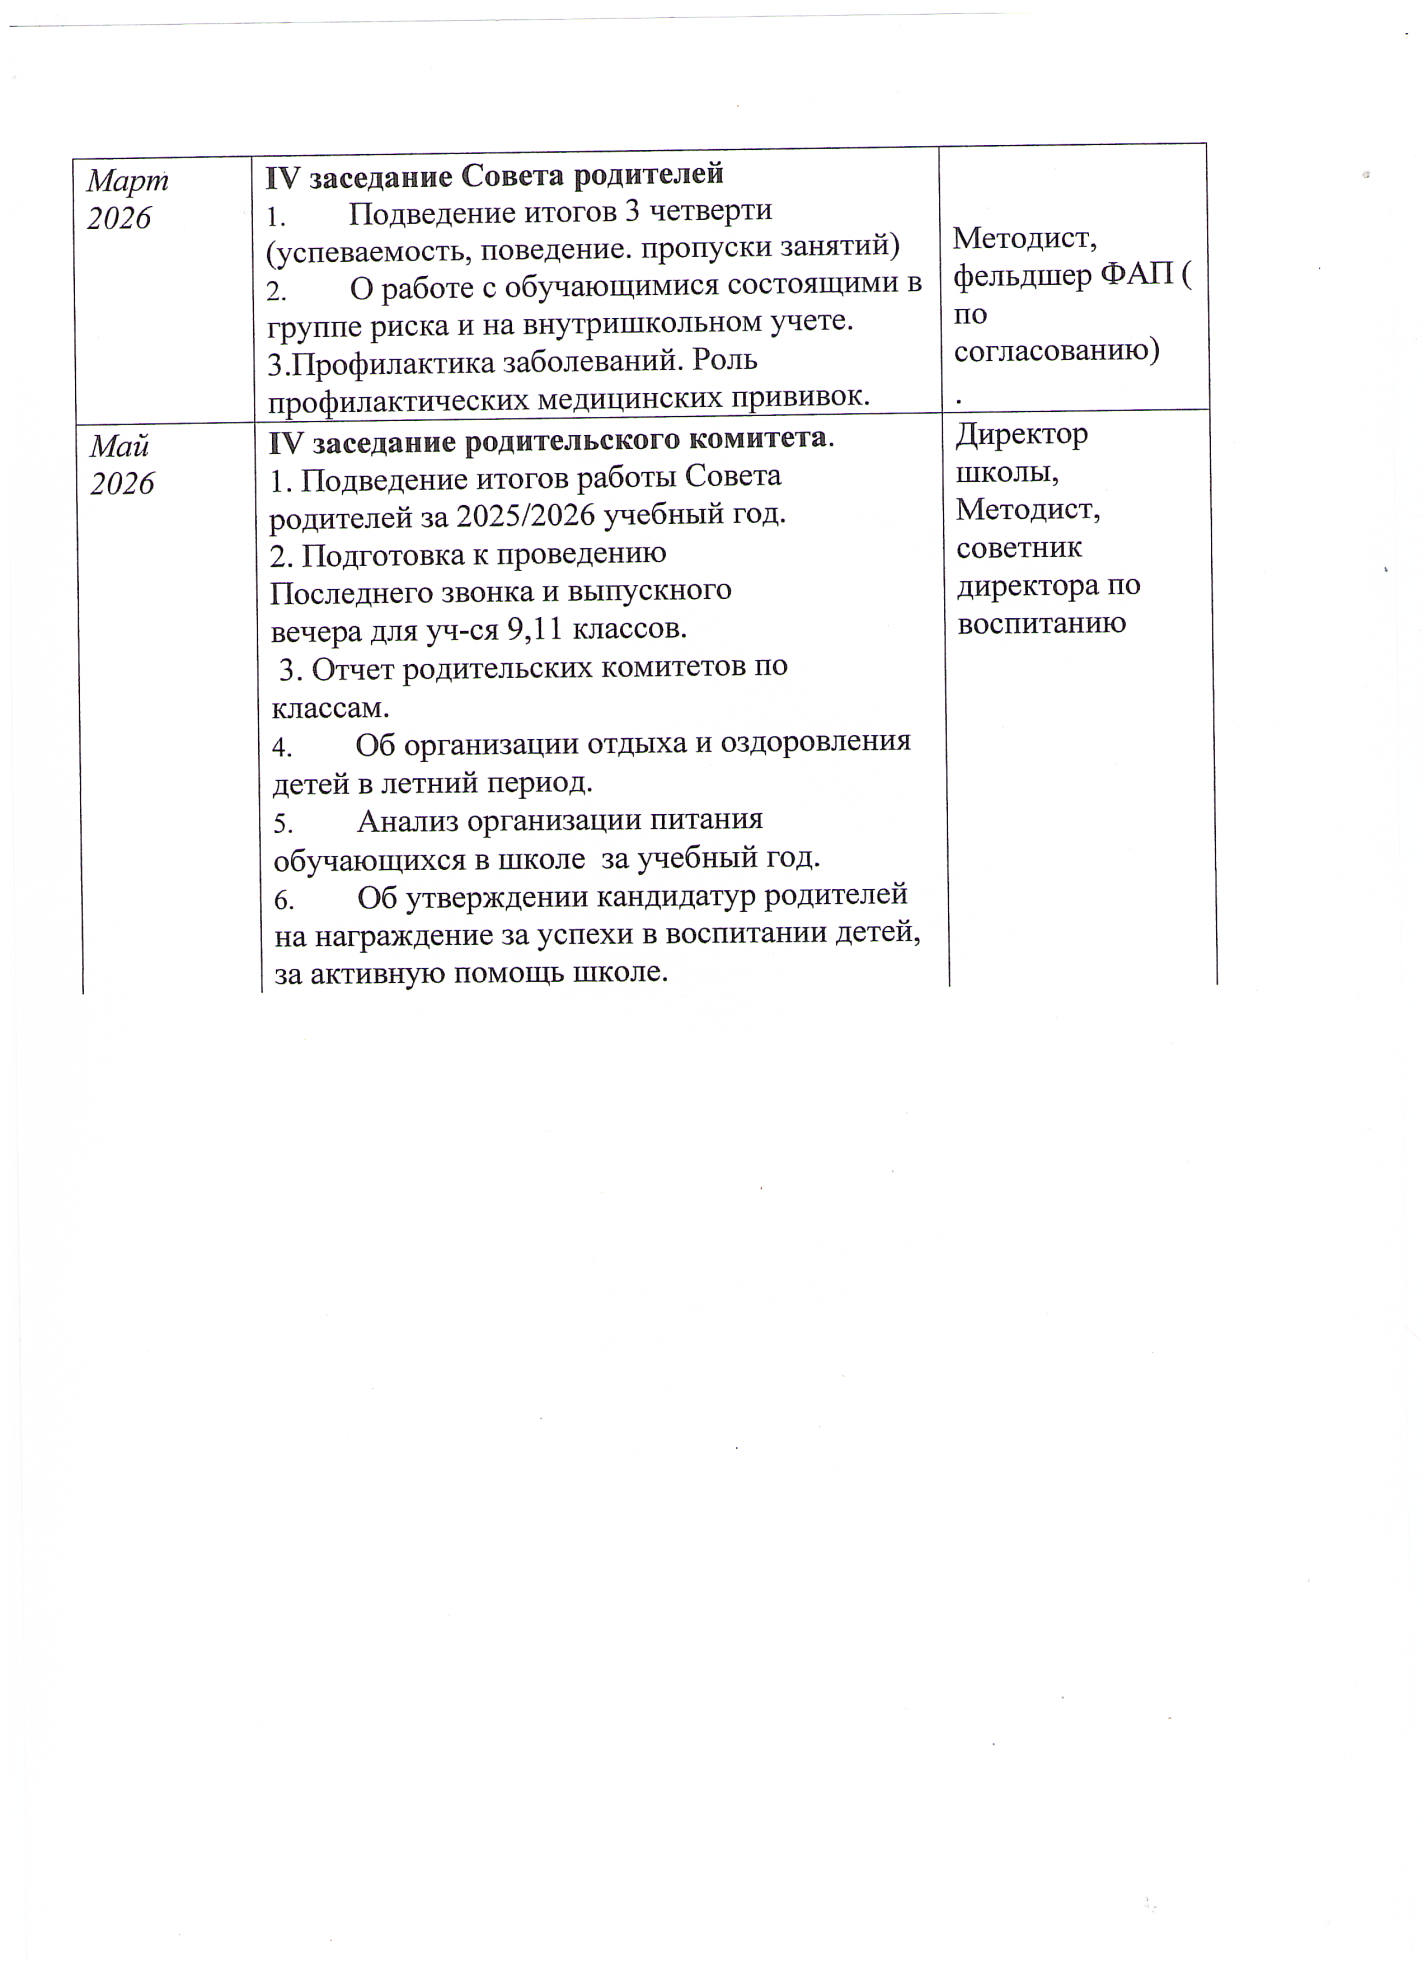 Март
2026
IV заседание Совета родителей
1. Подведение итогов 3 четверти
(успеваемость, поведение. пропуски занятий)
2. О работе с обучающимися состоящими в
группе риска и на внутришкольном учете.
3.Профилактика заболеваний. Роль
профилактических медицинских прививок.
Методист,
фельдшер ФАП (
по
согласованию)
.
Май
2026
IV заседание родительского комитета.
1. Подведение итогов работы Совета
родителей за 2025/2026 учебный год.
2. Подготовка к проведению
Последнего звонка и выпускного
вечера для уч-ся 9,11 классов.
3. Отчет родительских комитетов по
классам.
4. Об организации отдыха и оздоровления
детей в летний период.
5. Анализ организации питания
обучающихся в школе за учебный год.
6. Об утверждении кандидатур родителей
на награждение за успехи в воспитании детей,
за активную помощь школе.
Директор
школы,
Методист,
советник
директора по
воспитанию